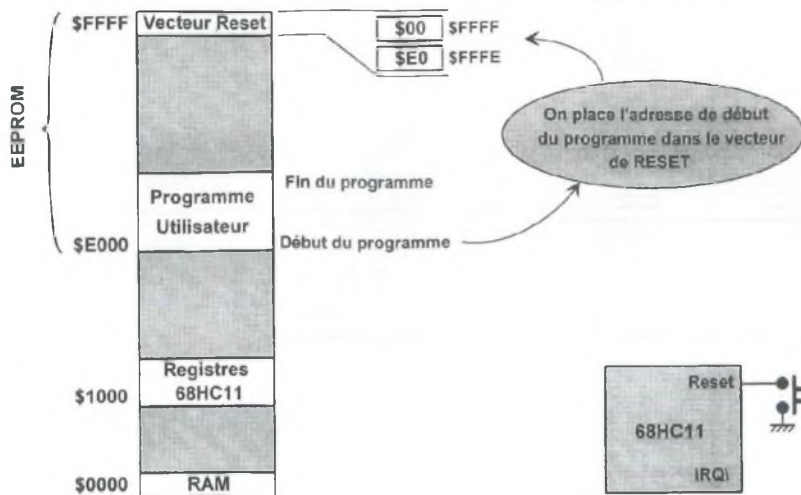 $FFFF
Vecteur Reset
$00 $FFFF
$E0 $FFFE
On place l'adresse de début
du programme dans le vecteur
de RESET
EEPROM
Fin du programme
Programme
Utilisateur
Début du programme
$E000
Registres
68HC11
$1000
$0000
RAM
Reset
68HC11
\IRQ\